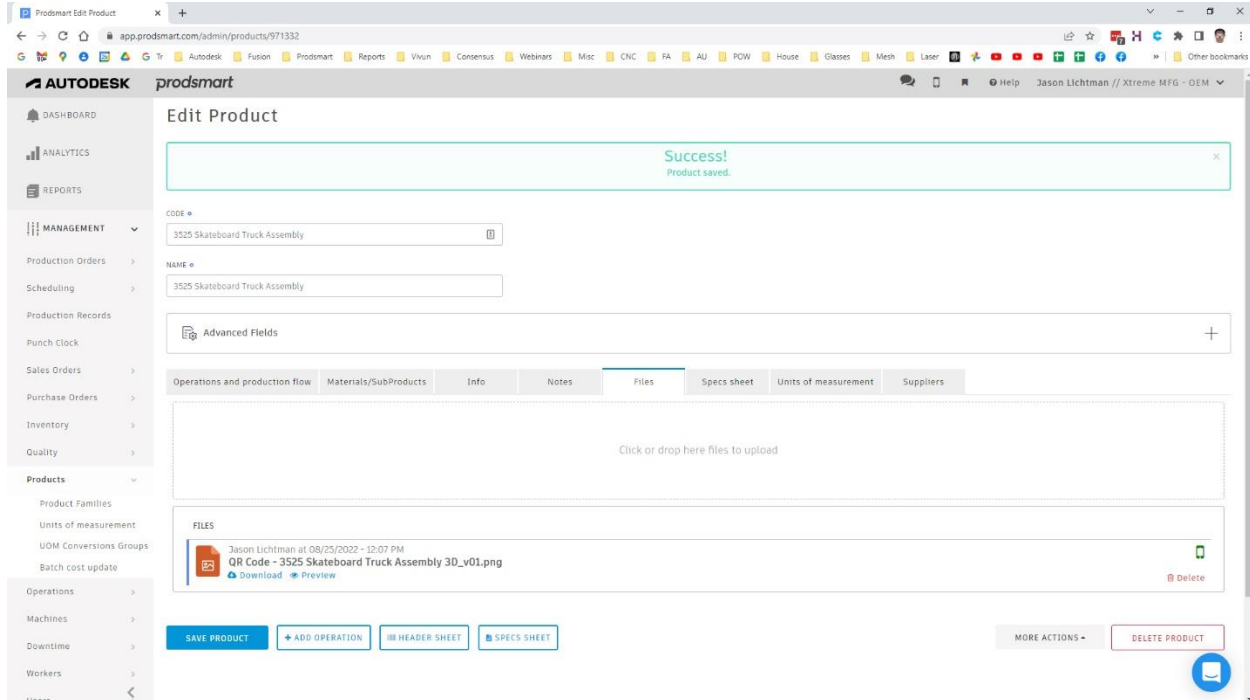 Prodsmart Edit Product
app.prodsmart.com/admin/products/971332
G Tr Autodesk Fusion Prodsmart Reports Vivun Consensus Webinars Misc CNC FA AU POW House Glasses Mesh Laser » Other bookmarks
AUTODESK prodsmart Help Jason Lichtman // Xtreme MFG - OEM
DASHBOARD
ANALYTICS
REPORTS
MANAGEMENT
Production Orders
Scheduling
Production Records
Punch Clock
Sales Orders
Purchase Orders
Inventory
Quality
Products
Product Families
Units of measurement
UOM Conversions Groups
Batch cost update
Operations
Machines
Downtime
Workers
Edit Product
Success!
Product saved.
CODE
3525 Skateboard Truck Assembly
NAME
3525 Skateboard Truck Assembly
Advanced Fields
Operations and production flow Materials/SubProducts Info Notes Files Specs sheet Units of measurement Suppliers
Click or drop here files to upload
FILES
Jason Lichtman at 08/25/2022 - 12:07 PM
QR Code - 3525 Skateboard Truck Assembly 3D_v01.png
Download Preview
Delete
SAVE PRODUCT + ADD OPERATION HEADER SHEET SPECS SHEET MORE ACTIONS DELETE PRODUCT